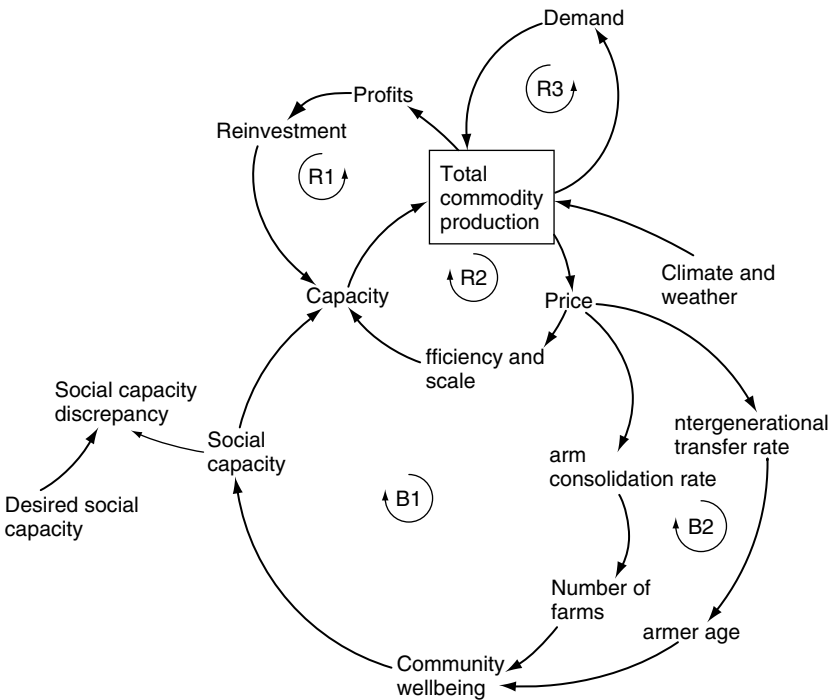 Demand
R3
Profits
Reinvestment
R1
Total
commodity
production
R2
Climate and
weather
Capacity
Price
fficiency and
scale
Social capacity
discrepancy
ntergenerational
transfer rate
Social
capacity
arm
consolidation rate
Desired social
capacity
B1
B2
Number of
farms
armer age
Community
wellbeing